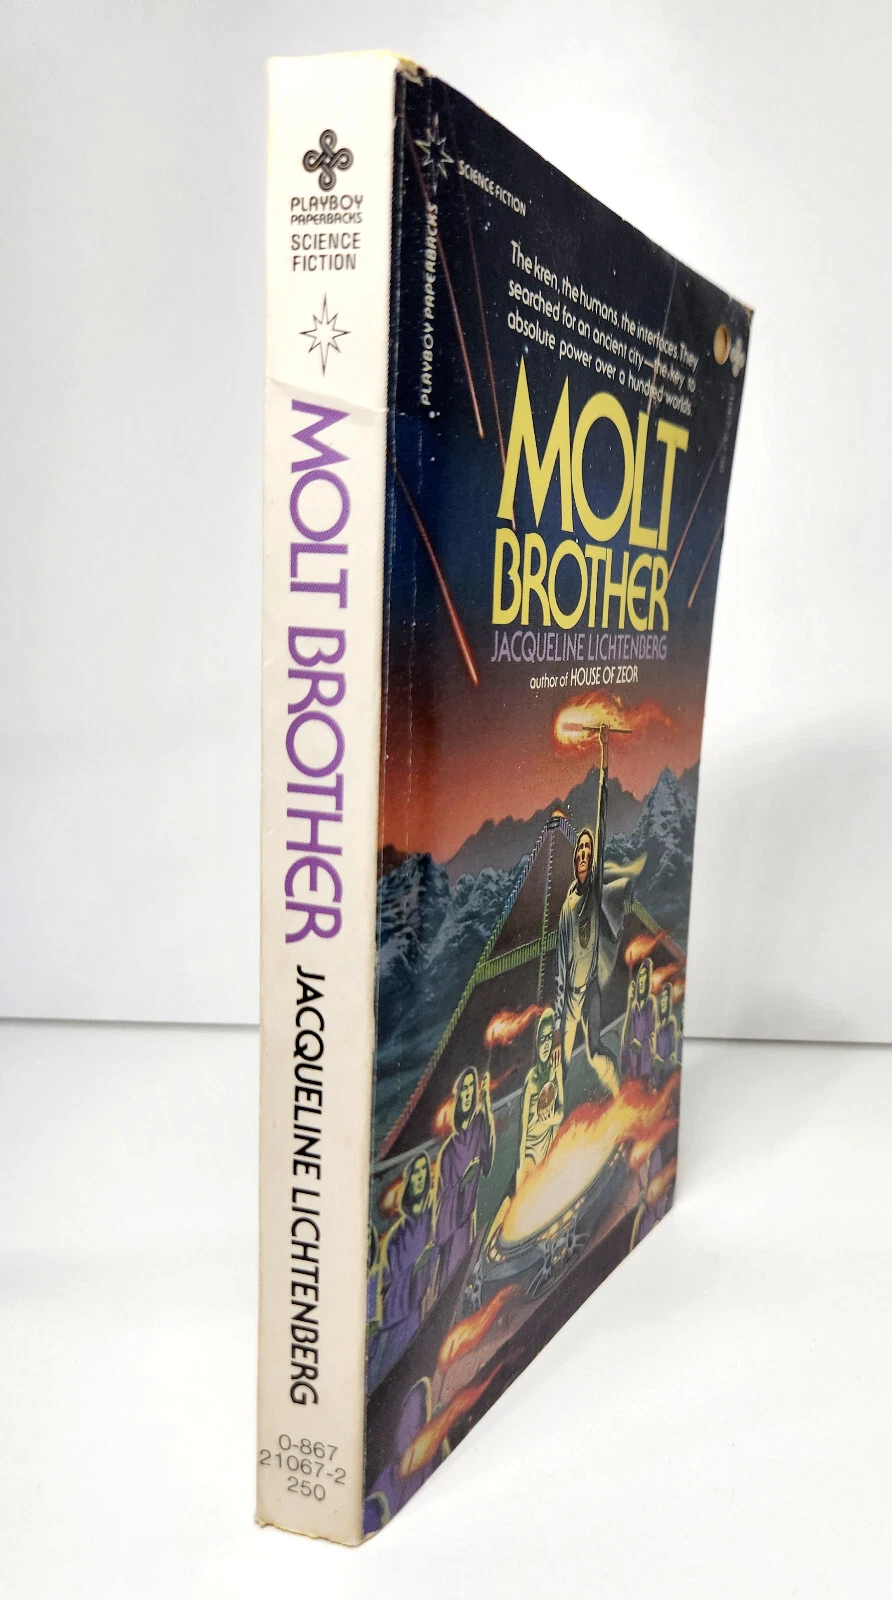 PLAYBOY
PAPERBACKS
SCIENCE
FICTION
MOLT BROTHER JACQUELINE LICHTENBERG
0-867
21067-2
250
PLAYBOY PAPERBACKS
SCIENCE FICTION
The kren, the humans, the interfaces. They
searched for an ancient city—the key to
absolute power over a hundred worlds.
MOLT
BROTHER
JACQUELINE LICHTENBERG
author of HOUSE OF ZEOR